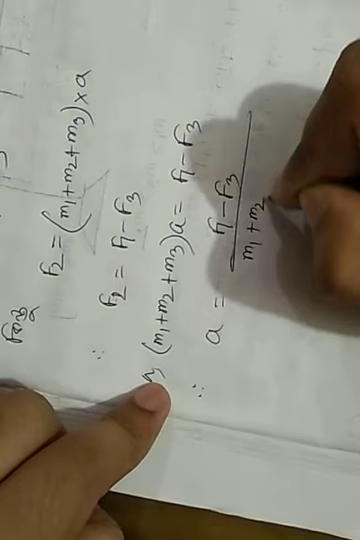 F₂ = (m₁+m₂+m₃) × a
∴ F₂ = F₁ - F₃
(m₁+m₂+m₃) a = F₁ - F₃
∴ a = F₁ - F₃ / m₁ + m₂